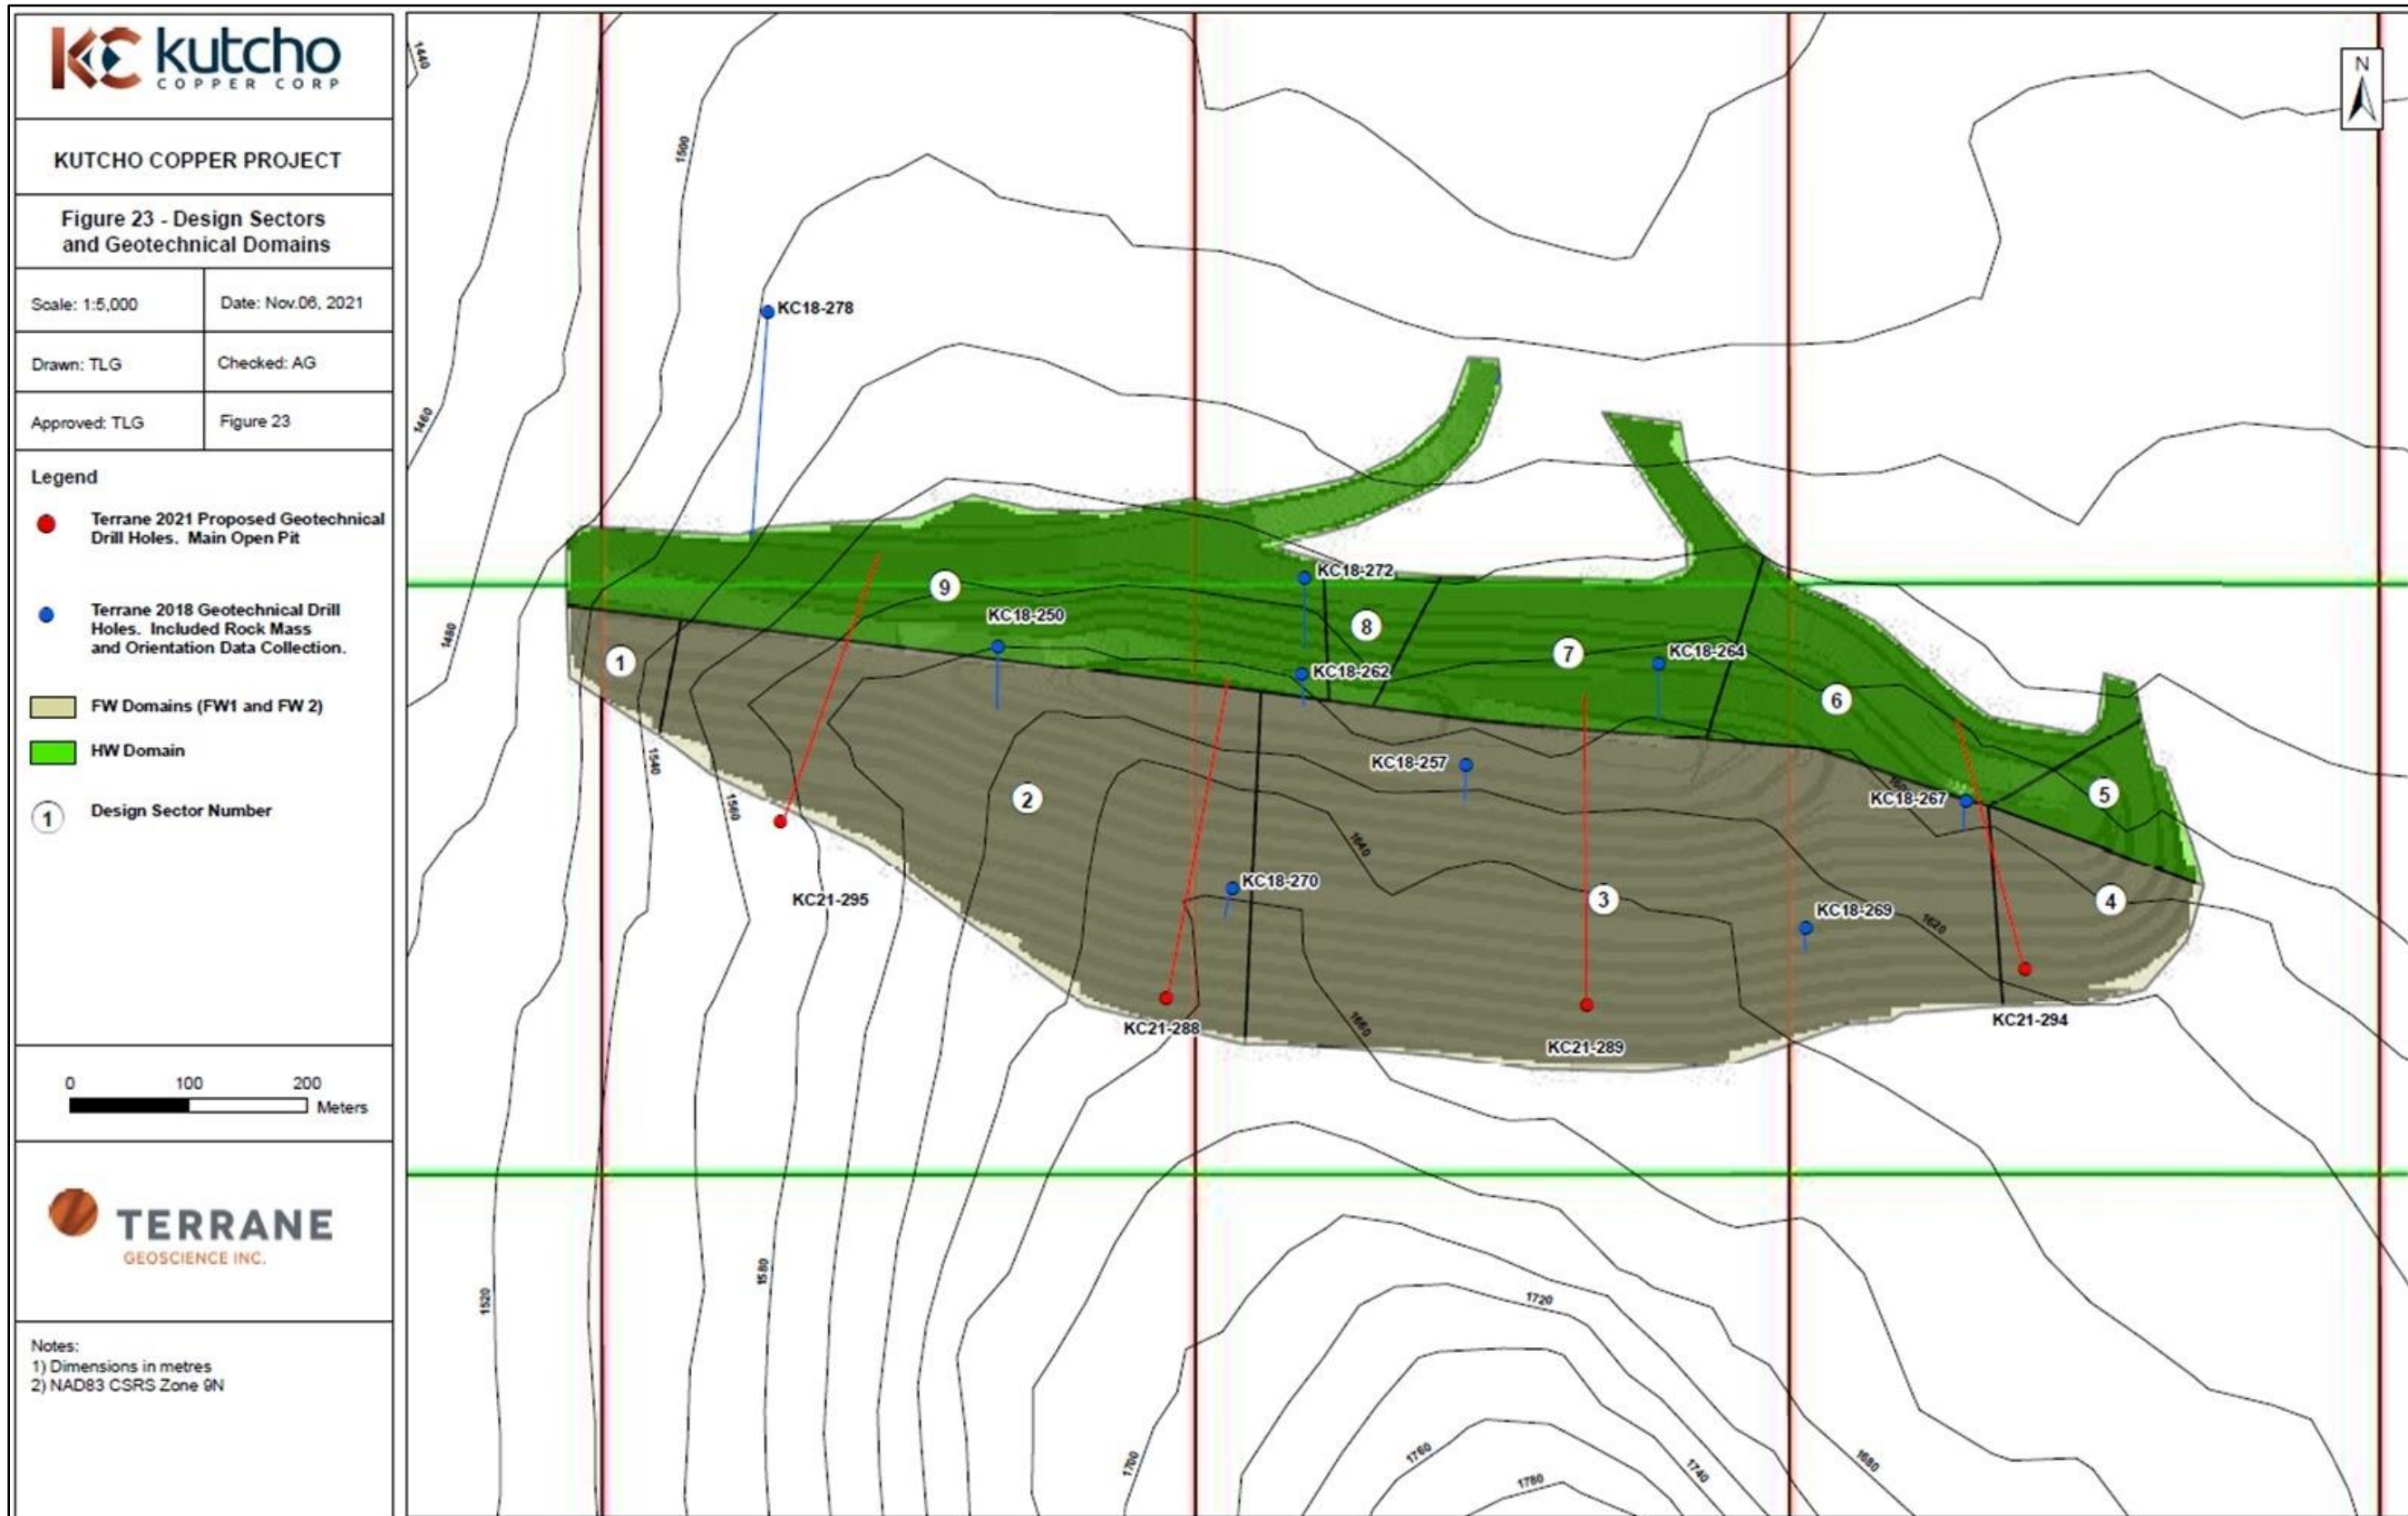 KC kutcho
COPPER CORP
KUTCHO COPPER PROJECT
Figure 23 - Design Sectors
and Geotechnical Domains
Scale: 1:5,000
Date: Nov.06, 2021
Drawn: TLG
Checked: AG
Approved: TLG
Figure 23
Legend
Terrane 2021 Proposed Geotechnical
Drill Holes. Main Open Pit
Terrane 2018 Geotechnical Drill
Holes. Included Rock Mass
and Orientation Data Collection.
FW Domains (FW1 and FW 2)
HW Domain
1
Design Sector Number
0 100 200
Meters
TERRANE
GEOSCIENCE INC.
Notes:
1) Dimensions in metres
2) NAD83 CSRS Zone 9N
N
1440
1500
KC18-278
1460
KC18-272
9
KC18-250
8
1480
1
7
KC18-264
KC18-262
6
1540
KC18-257
1560
2
KC18-267
5
1640
KC18-270
KC21-295
3
4
KC18-269
1620
KC21-288
1660
KC21-294
KC21-289
1580
1520
1720
1700
1760
1680
1740
1780